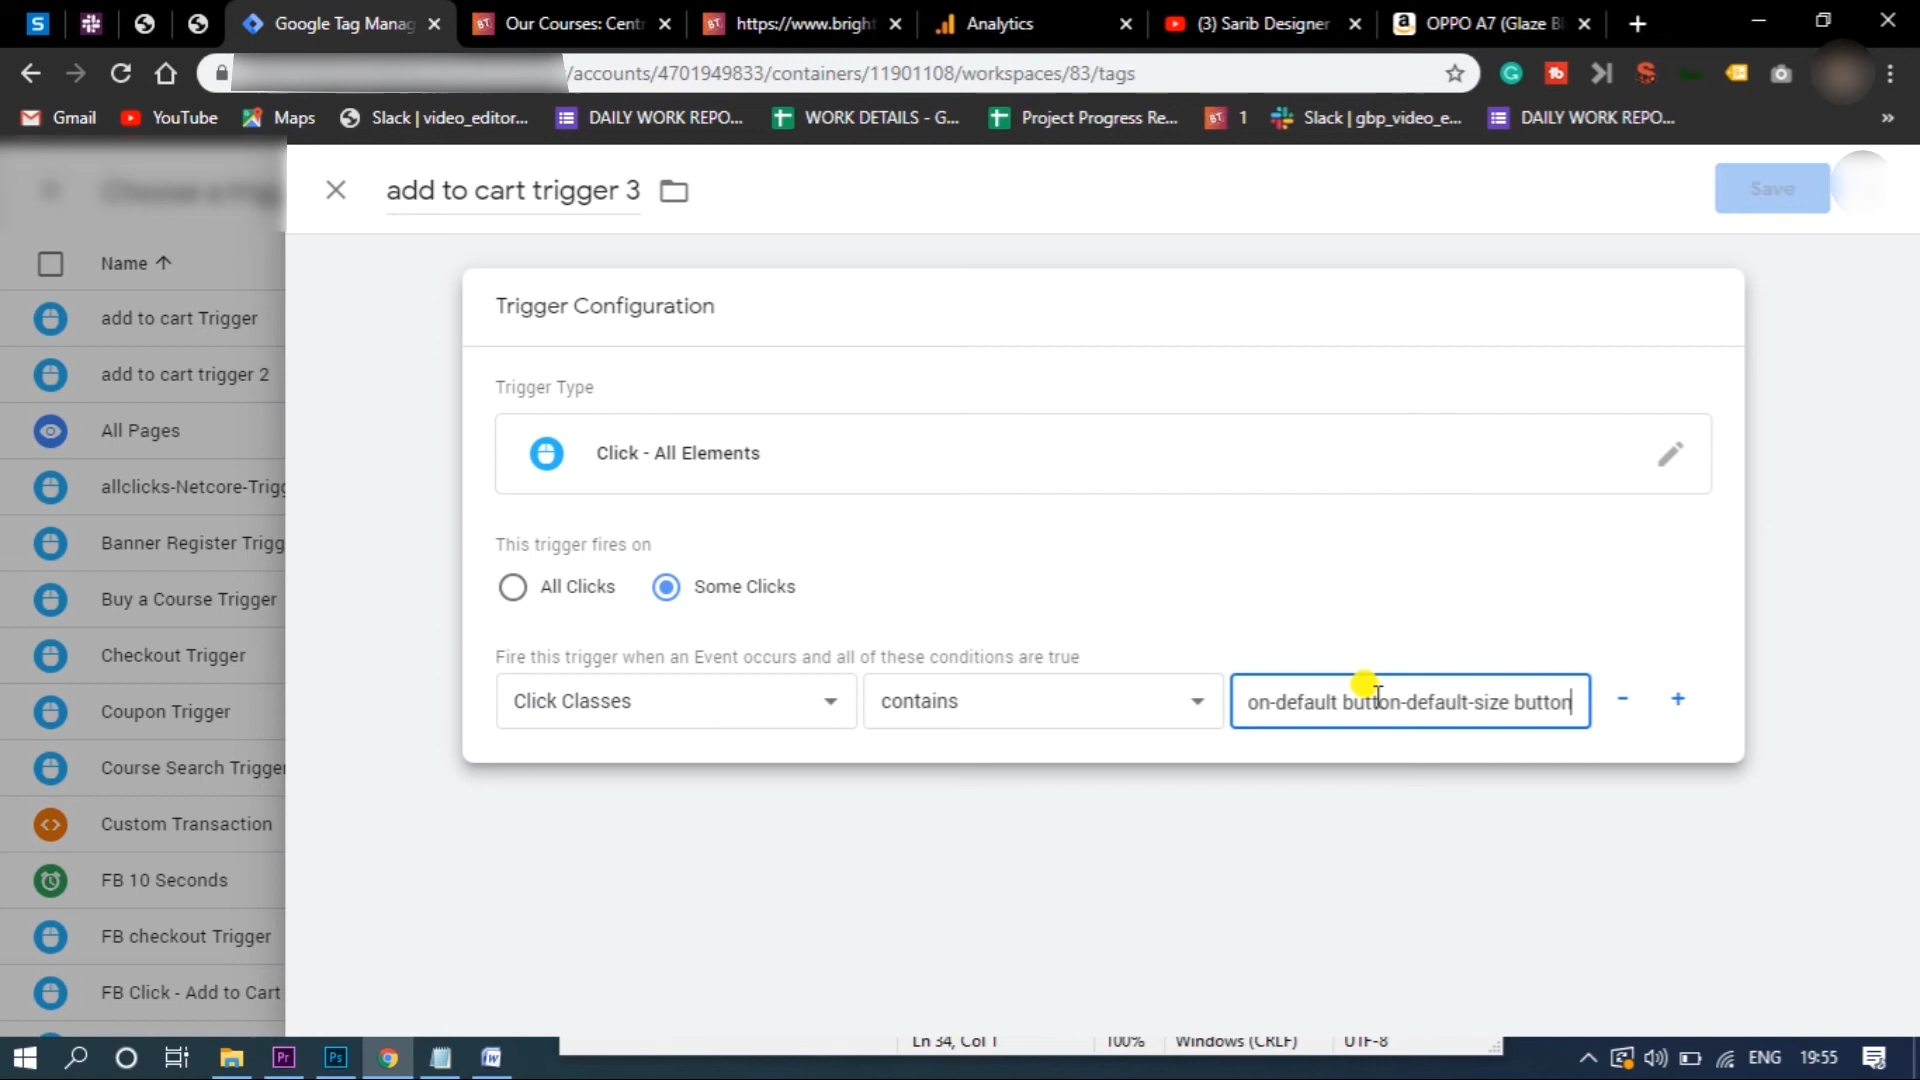 Google Tag Manag
Our Courses: Centr
https://www.bright
Analytics
(3) Sarib Designer
OPPO A7 (Glaze Bl
/accounts/4701949833/containers/11901108/workspaces/83/tags
Gmail
YouTube
Maps
Slack | video_editor...
DAILY WORK REPO...
WORK DETAILS - G...
Project Progress Re...
1
Slack | gbp_video_e...
DAILY WORK REPO...
»
add to cart trigger 3
Save
Name
add to cart Trigger
add to cart trigger 2
All Pages
allclicks-Netcore-Trigg
Banner Register Trigg
Buy a Course Trigger
Checkout Trigger
Coupon Trigger
Course Search Trigger
Custom Transaction
FB 10 Seconds
FB checkout Trigger
FB Click - Add to Cart
Trigger Configuration
Trigger Type
Click - All Elements
This trigger fires on
All Clicks
Some Clicks
Fire this trigger when an Event occurs and all of these conditions are true
Click Classes
contains
on-default button-default-size button
- +
Ln 34, Col 1
100%
Windows (CRLF)
UTF-8
ENG
19:55